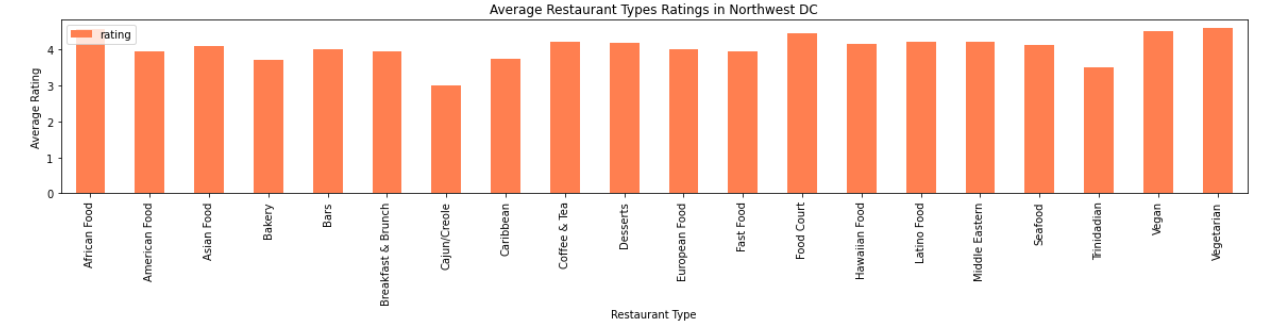 Average Restaurant Types Ratings in Northwest DC
rating
Average Rating
4
3
2
1
0
African Food
American Food
Asian Food
Bakery
Bars
Breakfast & Brunch
Cajun/Creole
Caribbean
Coffee & Tea
Desserts
European Food
Fast Food
Food Court
Hawaiian Food
Latino Food
Middle Eastern
Seafood
Trinidadian
Vegan
Vegetarian
Restaurant Type